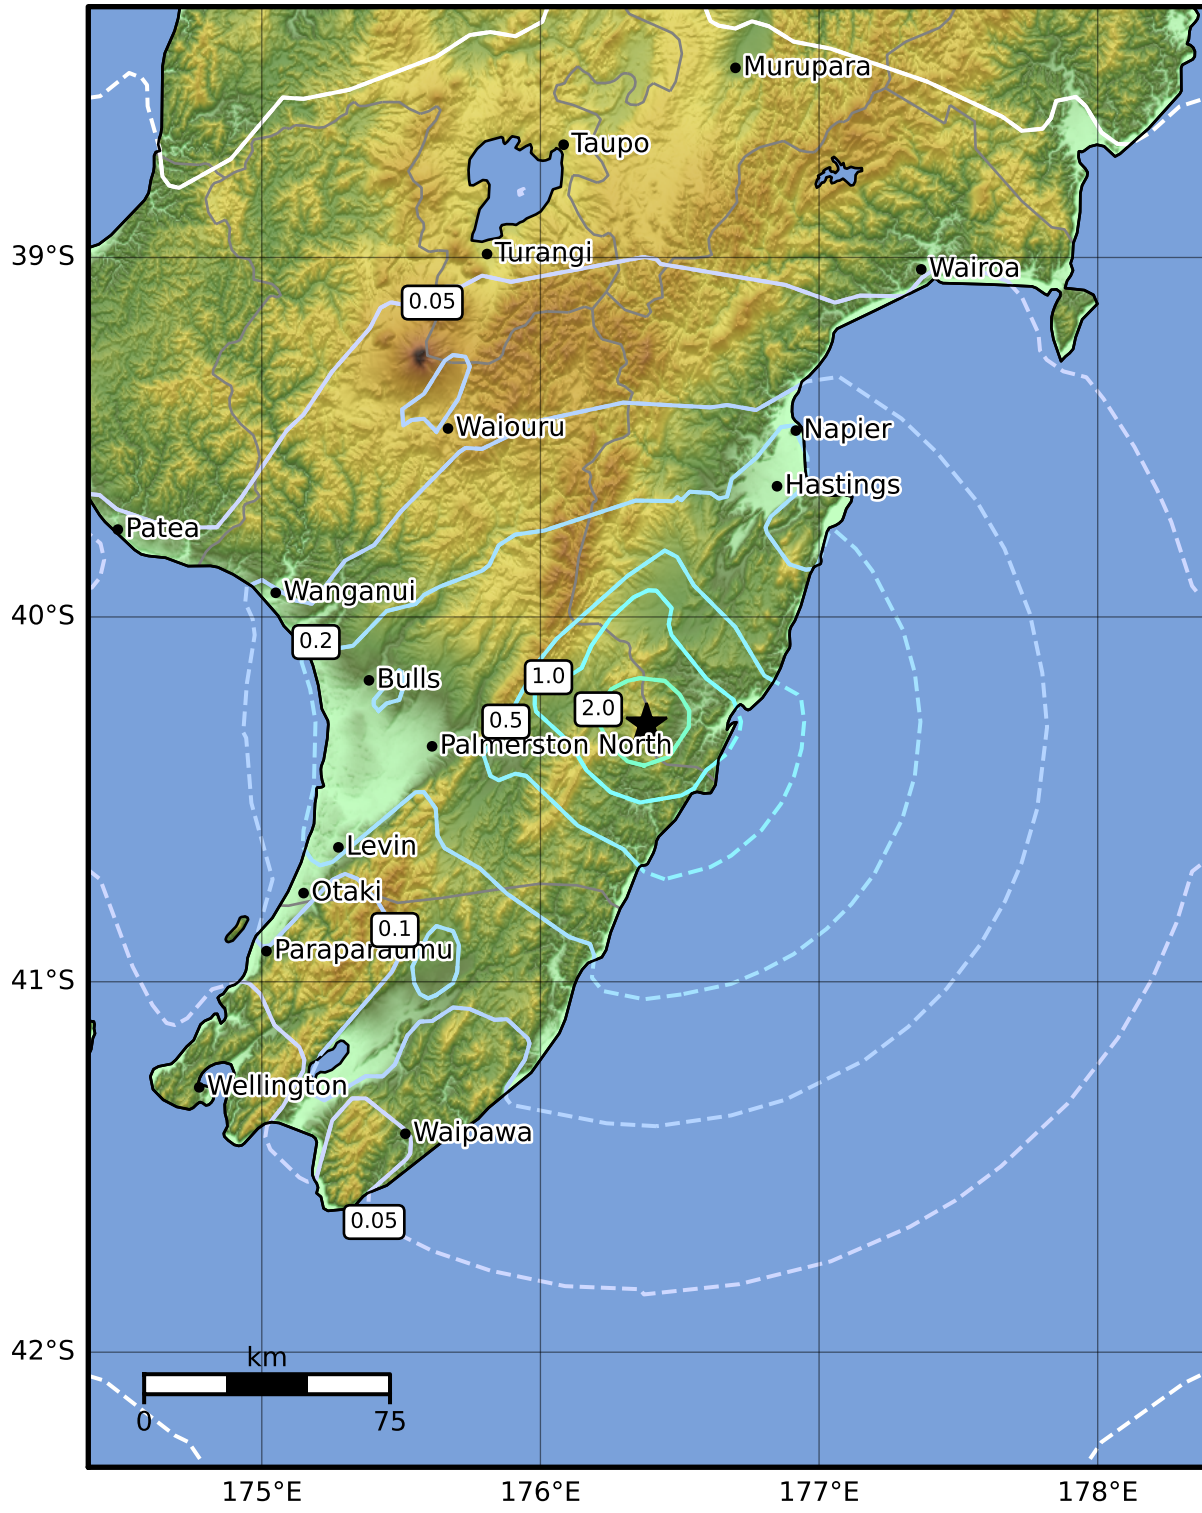 Murupara
Taupo
39°S
Turangi
Wairoa
0.05
Waiouru
Napier
Hastings
Patea
Wanganui
40°S
0.2
Bulls
1.0
2.0
0.5
Palmerston North
Levin
Otaki
0.1
Paraparaumu
41°S
Wellington
Waipawa
0.05
42°S
km
0 75
175°E 176°E 177°E 178°E